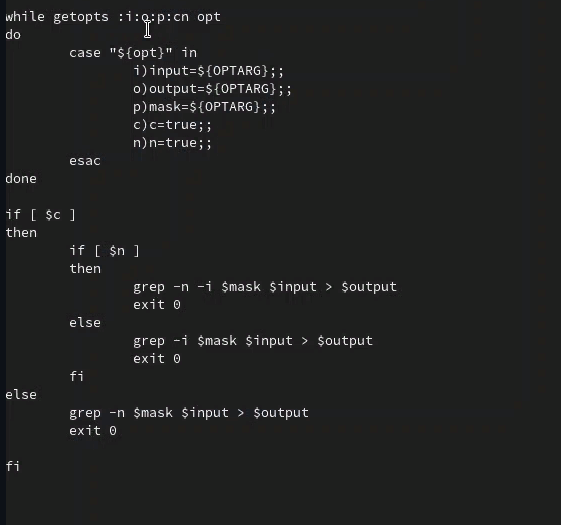 while getopts :i:o:p:cn opt
do
        case "${opt}" in
                i)input=${OPTARG};;
                o)output=${OPTARG};;
                p)mask=${OPTARG};;
                c)c=true;;
                n)n=true;;
        esac
done

if [ $c ]
then
        if [ $n ]
        then
                grep -n -i $mask $input > $output
                exit 0
        else
                grep -i $mask $input > $output
                exit 0
        fi
else
        grep -n $mask $input > $output
        exit 0

fi